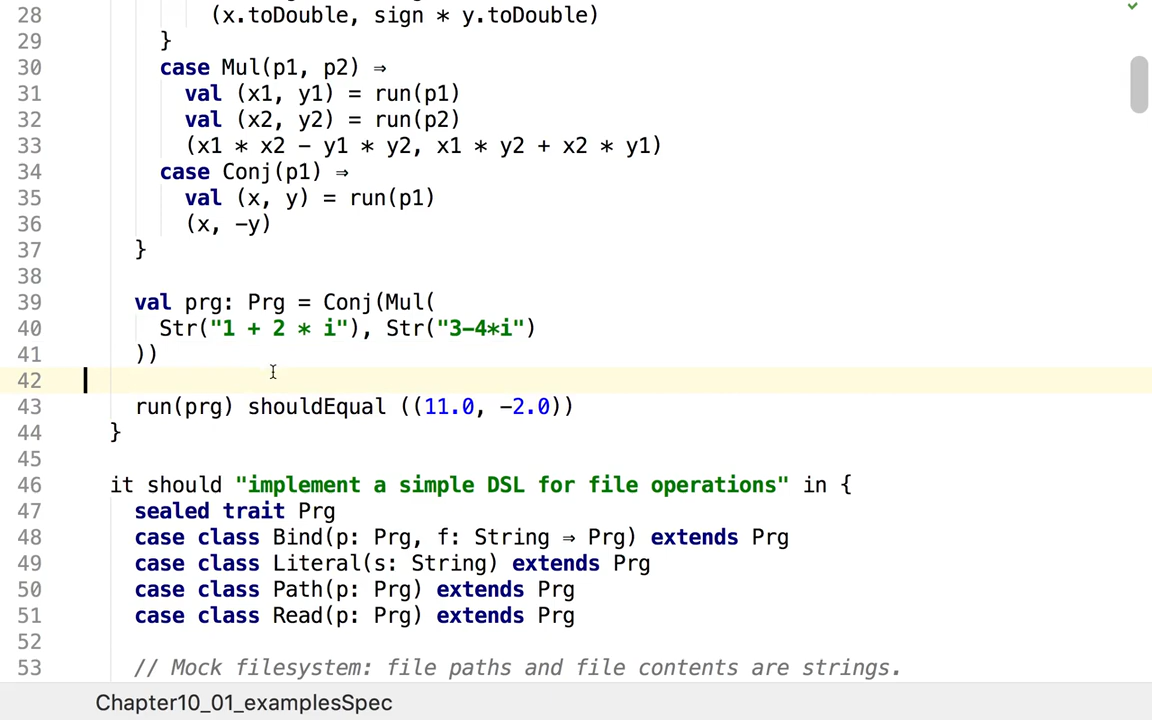 28 (x.toDouble, sign * y.toDouble)
29 }
30 case Mul(p1, p2) ⇒
31 val (x1, y1) = run(p1)
32 val (x2, y2) = run(p2)
33 (x1 * x2 - y1 * y2, x1 * y2 + x2 * y1)
34 case Conj(p1) ⇒
35 val (x, y) = run(p1)
36 (x, -y)
37 }
38
39 val prg: Prg = Conj(Mul(
40 Str("1 + 2 * i"), Str("3-4*i")
41 ))
42
43 run(prg) shouldEqual ((11.0, -2.0))
44 }
45
46 it should "implement a simple DSL for file operations" in {
47 sealed trait Prg
48 case class Bind(p: Prg, f: String ⇒ Prg) extends Prg
49 case class Literal(s: String) extends Prg
50 case class Path(p: Prg) extends Prg
51 case class Read(p: Prg) extends Prg
52
53 // Mock filesystem: file paths and file contents are strings.
Chapter10_01_examplesSpec